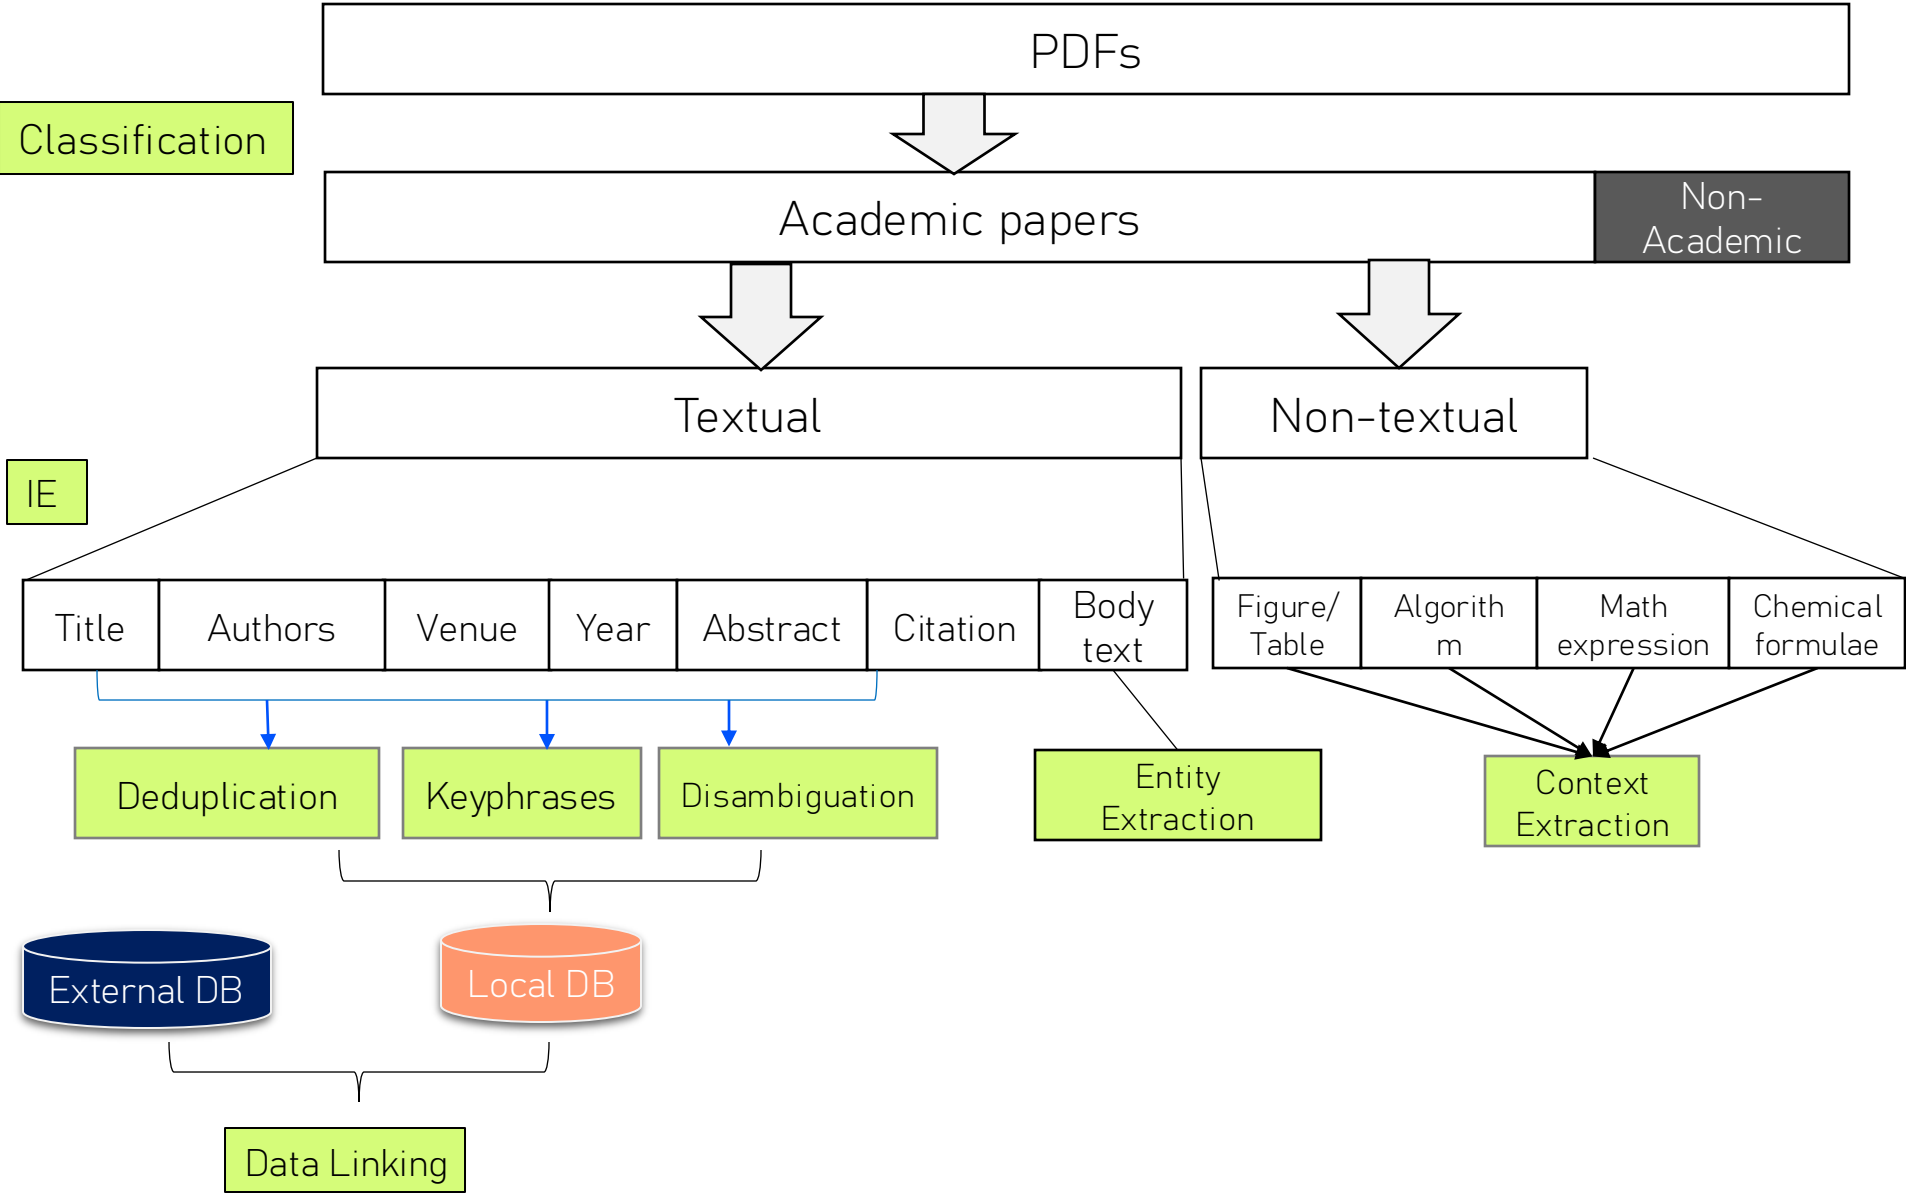 PDFs
Classification
Academic papers
Non-
Academic
Textual
Non-textual
IE
Title
Authors
Venue
Year
Abstract
Citation
Body
text
Figure/
Table
Algorith
m
Math
expression
Chemical
formulae
Deduplication
Keyphrases
Disambiguation
Entity
Extraction
Context
Extraction
External DB
Local DB
Data Linking